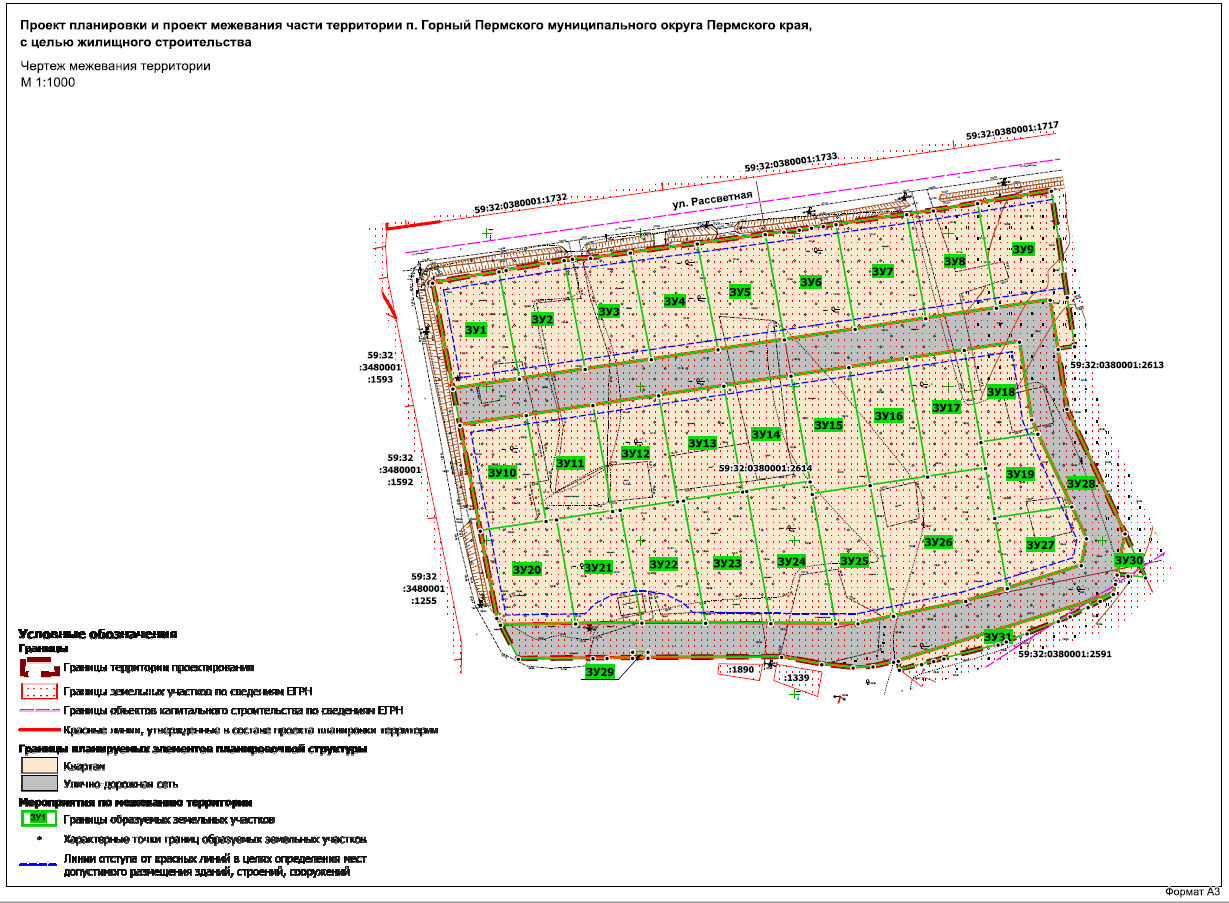 Проект планировки и проект межевания части территории п. Горный Пермского муниципального округа Пермского края,
с целью жилищного строительства
Чертеж межевания территории
М 1:1000
59:32:0380001:1717
59:32:0380001:1733
59:32:0380001:1732
ул. Рассветная
ЗУ9
ЗУ8
ЗУ7
ЗУ6
ЗУ5
ЗУ4
ЗУ3
ЗУ2
ЗУ1
59:32
:3480001
:1593
59:32:0380001:2613
ЗУ18
ЗУ17
ЗУ16
ЗУ15
ЗУ14
ЗУ13
ЗУ12
ЗУ11
ЗУ10
59:32:0380001:2614
59:32
:3480001
:1592
ЗУ19
ЗУ28
ЗУ26
ЗУ27
ЗУ30
ЗУ25
ЗУ24
ЗУ23
ЗУ22
ЗУ21
ЗУ20
59:32
:3480001
:1255
ЗУ31
59:32:0380001:2591
ЗУ29
:1890
:1339
Условные обозначения
Границы
Границы территории проектирования
Границы земельных участков по сведениям ЕГРН
Границы объектов капитального строительства по сведениям ЕГРН
Красные линии, утвержденные в составе проекта планировки территории
Границы планируемых элементов планировочной структуры
Квартал
Улично-дорожная сеть
Мероприятия по межеванию территории
ЗУ1
Границы образуемых земельных участков
Характерные точки границ образуемых земельных участков
Линии отступа от красных линий в целях определения мест
допустимого размещения зданий, строений, сооружений
Формат А3